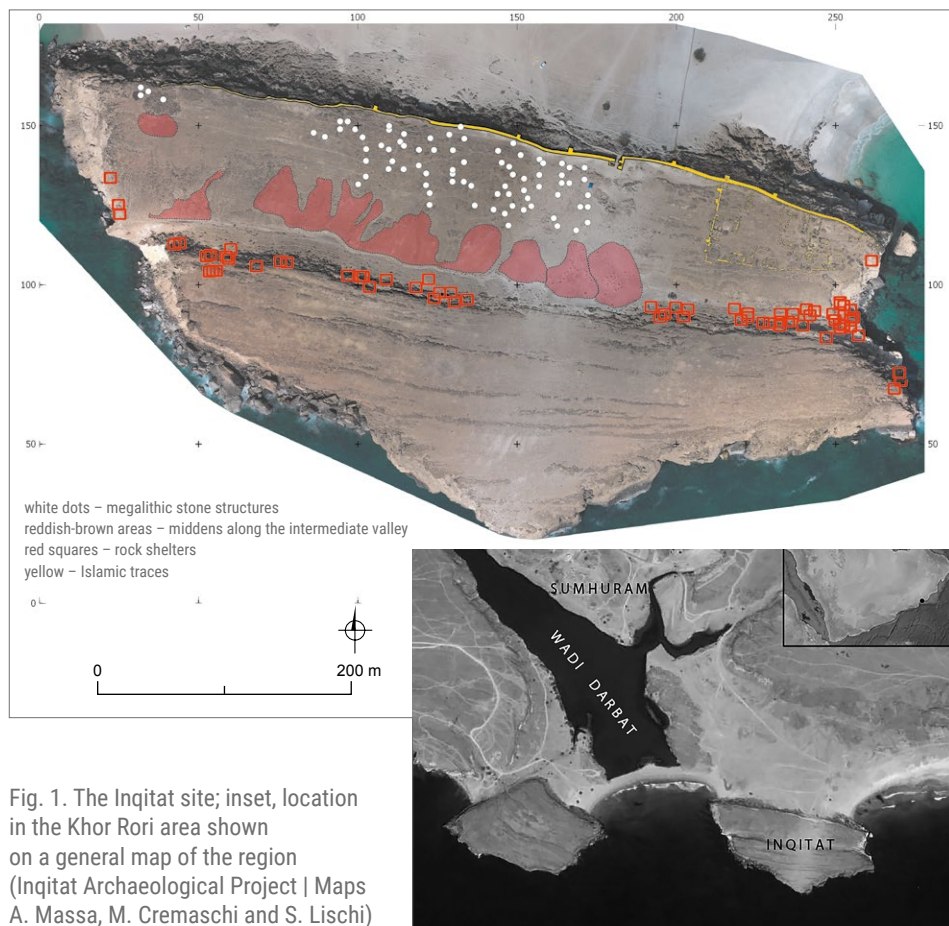 0 50 100 150 200 250
150 150
100 100
50 50
white dots – megalithic stone structures
reddish-brown areas – middens along the intermediate valley
red squares – rock shelters
yellow – Islamic traces
0
0 200 m
SUMHURAM
WADI DARBAT
INQITAT
Fig. 1. The Inqitat site; inset, location
in the Khor Rori area shown
on a general map of the region
(Inqitat Archaeological Project | Maps
A. Massa, M. Cremaschi and S. Lischi)